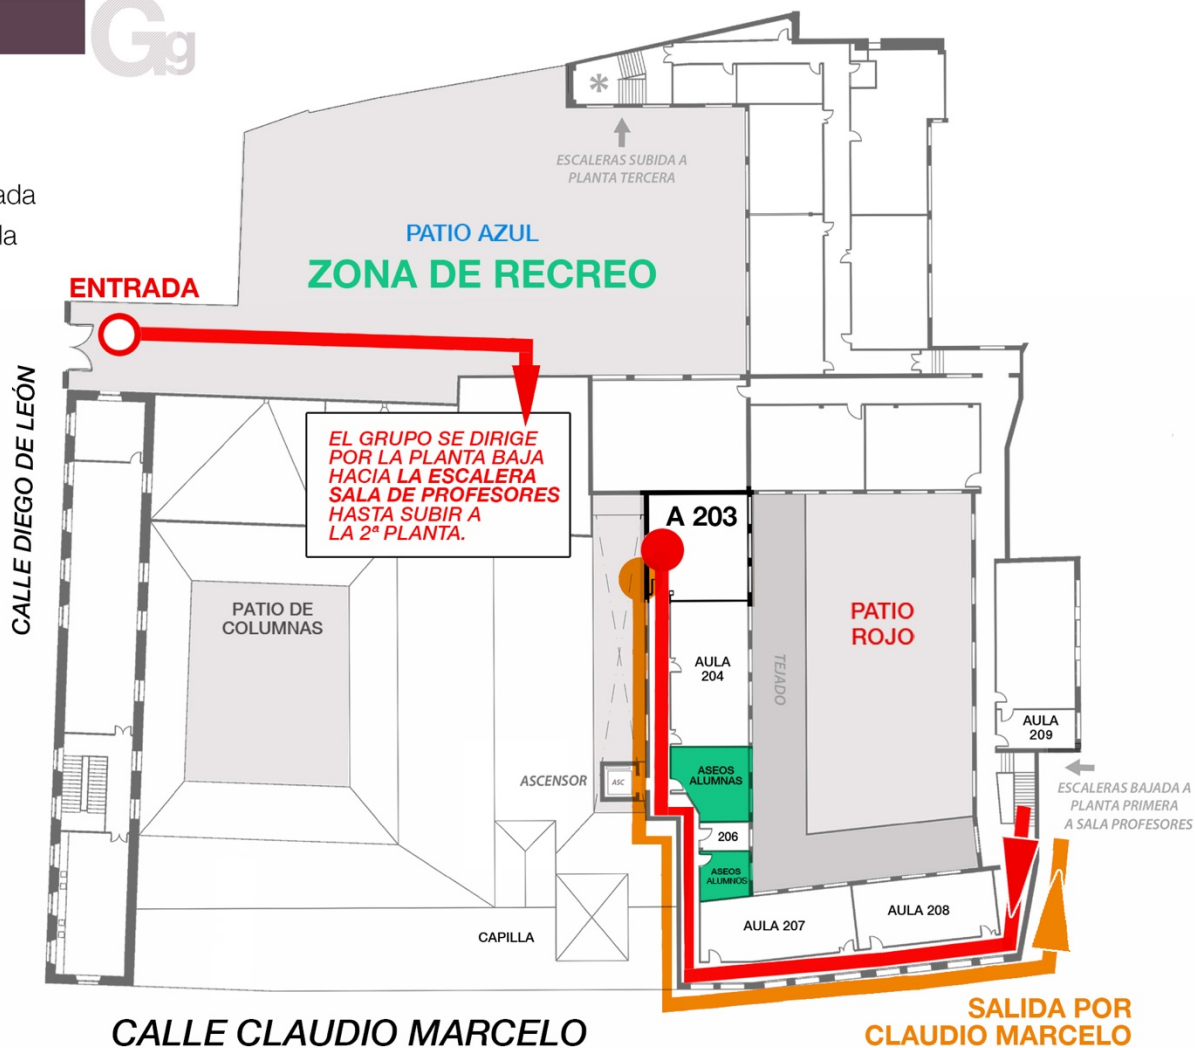 Gg
ada
da
ESCALERAS SUBIDA A
PLANTA TERCERA
PATIO AZUL
ZONA DE RECREO
ENTRADA
CALLE DIEGO DE LEÓN
EL GRUPO SE DIRIGE
POR LA PLANTA BAJA
HACIA LA ESCALERA
SALA DE PROFESORES
HASTA SUBIR A
LA 2ª PLANTA.
A 203
PATIO DE
COLUMNAS
PATIO
ROJO
AULA
204
TEJADO
AULA
209
ASCENSOR
ASC
ASEOS
ALUMNAS
ESCALERAS BAJADA A
PLANTA PRIMERA
A SALA PROFESORES
206
ASEOS
ALUMNOS
AULA 207
AULA 208
CAPILLA
SALIDA POR
CLAUDIO MARCELO
CALLE CLAUDIO MARCELO